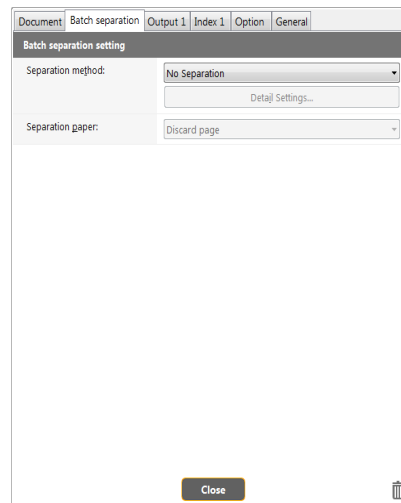 Document Batch separation Output 1 Index 1 Option General
Batch separation setting
Separation method: No Separation
Detail Settings...
Separation paper: Discard page
Close